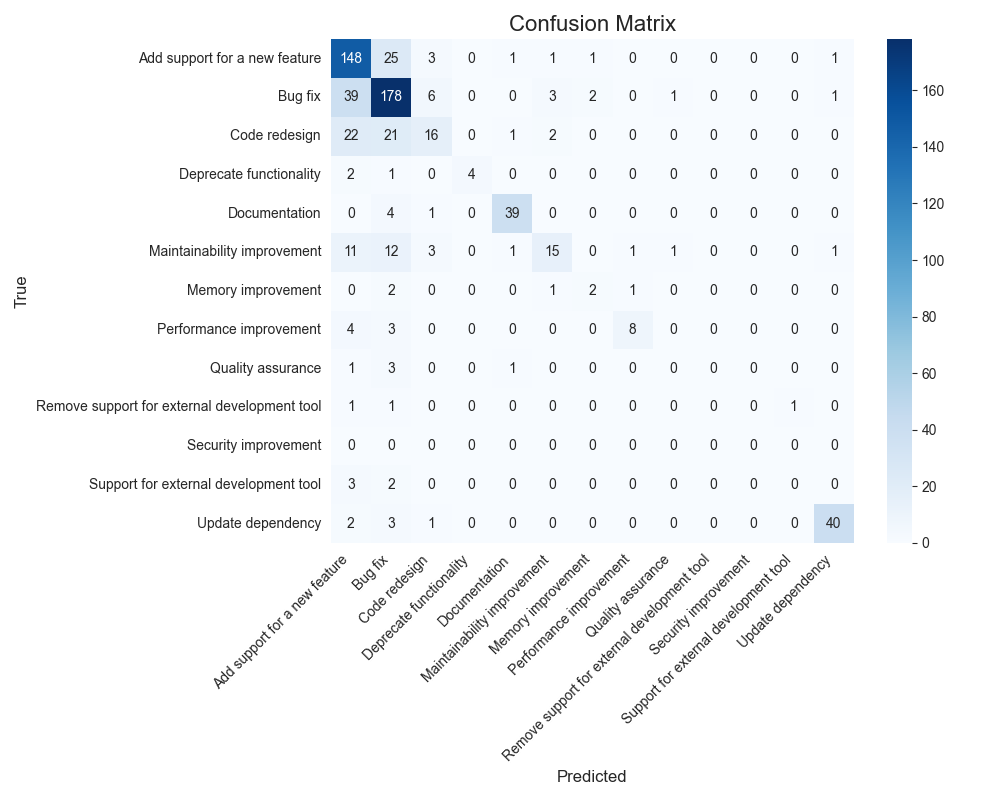 Confusion Matrix
Add support for a new feature 148 25 3 0 1 1 1 0 0 0 0 0 1
Bug fix 39 178 6 0 0 3 2 0 1 0 0 0 1
Code redesign 22 21 16 0 1 2 0 0 0 0 0 0 0
Deprecate functionality 2 1 0 4 0 0 0 0 0 0 0 0 0
Documentation 0 4 1 0 39 0 0 0 0 0 0 0 0
Maintainability improvement 11 12 3 0 1 15 0 1 1 0 0 0 1
Memory improvement 0 2 0 0 0 1 2 1 0 0 0 0 0
Performance improvement 4 3 0 0 0 0 0 8 0 0 0 0 0
Quality assurance 1 3 0 0 1 0 0 0 0 0 0 0 0
Remove support for external development tool 1 1 0 0 0 0 0 0 0 0 0 1 0
Security improvement 0 0 0 0 0 0 0 0 0 0 0 0 0
Support for external development tool 3 2 0 0 0 0 0 0 0 0 0 0 0
Update dependency 2 3 1 0 0 0 0 0 0 0 0 0 40
True
Add support for a new feature
Bug fix
Code redesign
Deprecate functionality
Documentation
Maintainability improvement
Memory improvement
Performance improvement
Quality assurance
Remove support for external development tool
Security improvement
Support for external development tool
Update dependency
Predicted
160
140
120
100
80
60
40
20
0